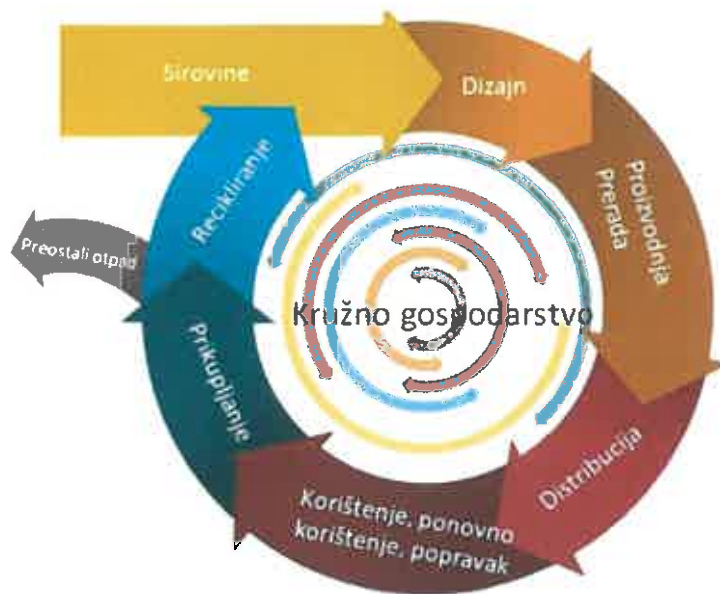 Sirovine
Dizajn
Proizvodnja
Prerada
Distribucija
Korištenje, ponovno
korištenje, popravak
Prikupljanje
Recikliranje
Preostali otpad
Kružno gospodarstvo